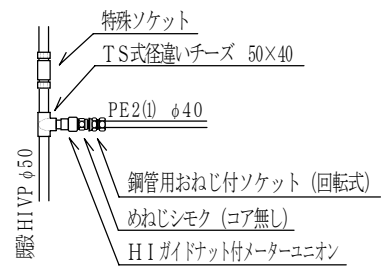 特殊ソケット
TS式径違いチーズ 50×40
PE2(1) φ40
既設HIVP φ50
鋼管用おねじ付ソケット (回転式)
めねじシモク (コア無し)
HIガイドナット付メーターユニオン